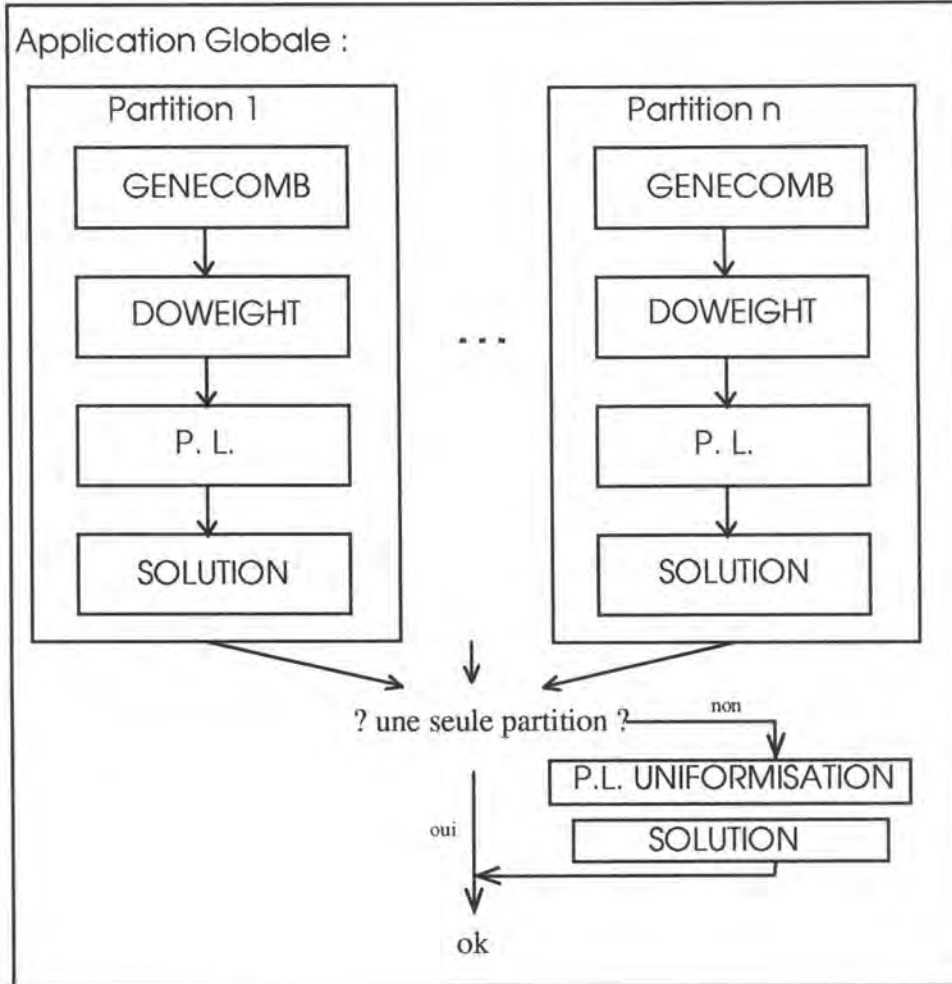 Application Globale :
Partition 1
GENECOMB
DOWEIGHT
P. L.
SOLUTION
...
Partition n
GENECOMB
DOWEIGHT
P. L.
SOLUTION
? une seule partition ?
non
P.L. UNIFORMISATION
SOLUTION
oui
ok